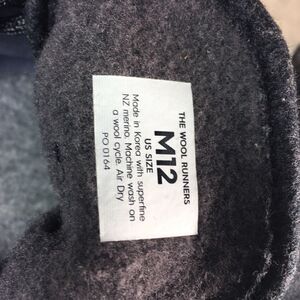 THE WOOL RUNNERS
M12
US SIZE
Made in Korea with superfine
NZ merino. Machine wash on
a wool cycle. Air Dry
PO 0164